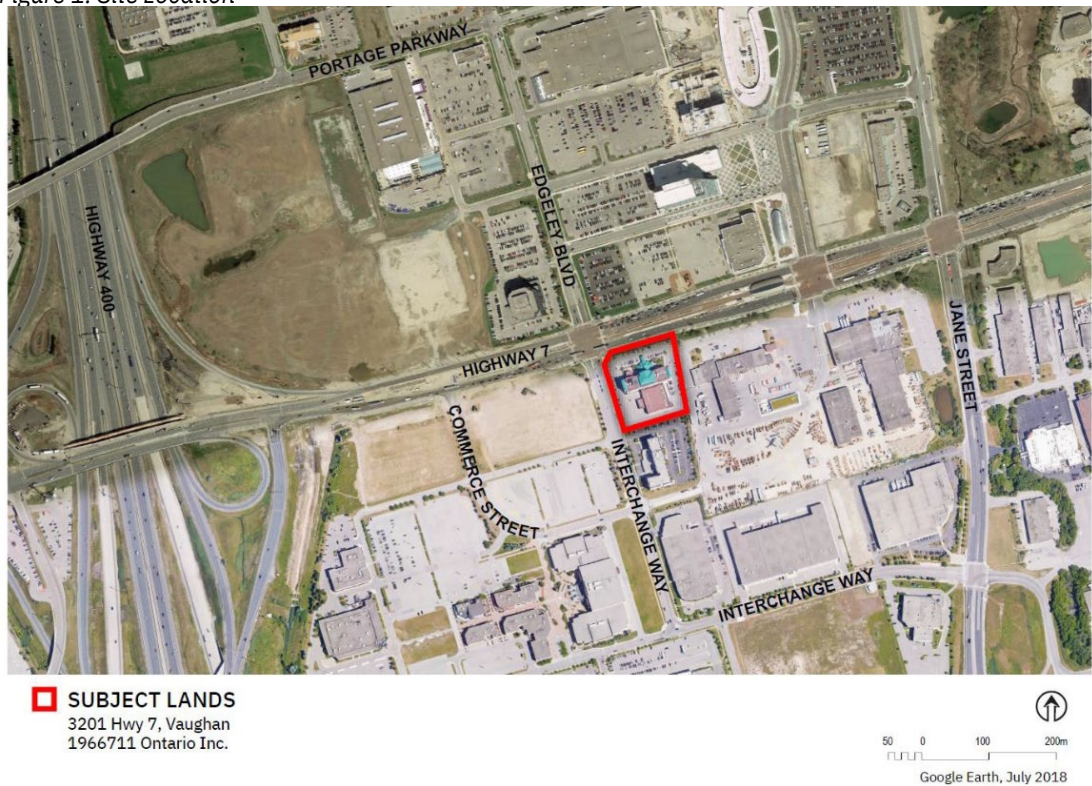 Figure 1: Site Location
PORTAGE PARKWAY
EDGELEY BLVD
HIGHWAY 400
HIGHWAY 7
JANE STREET
COMMERCE STREET
INTERCHANGE WAY
INTERCHANGE WAY
SUBJECT LANDS
3201 Hwy 7, Vaughan
1966711 Ontario Inc.
50 0 100 200m
Google Earth, July 2018